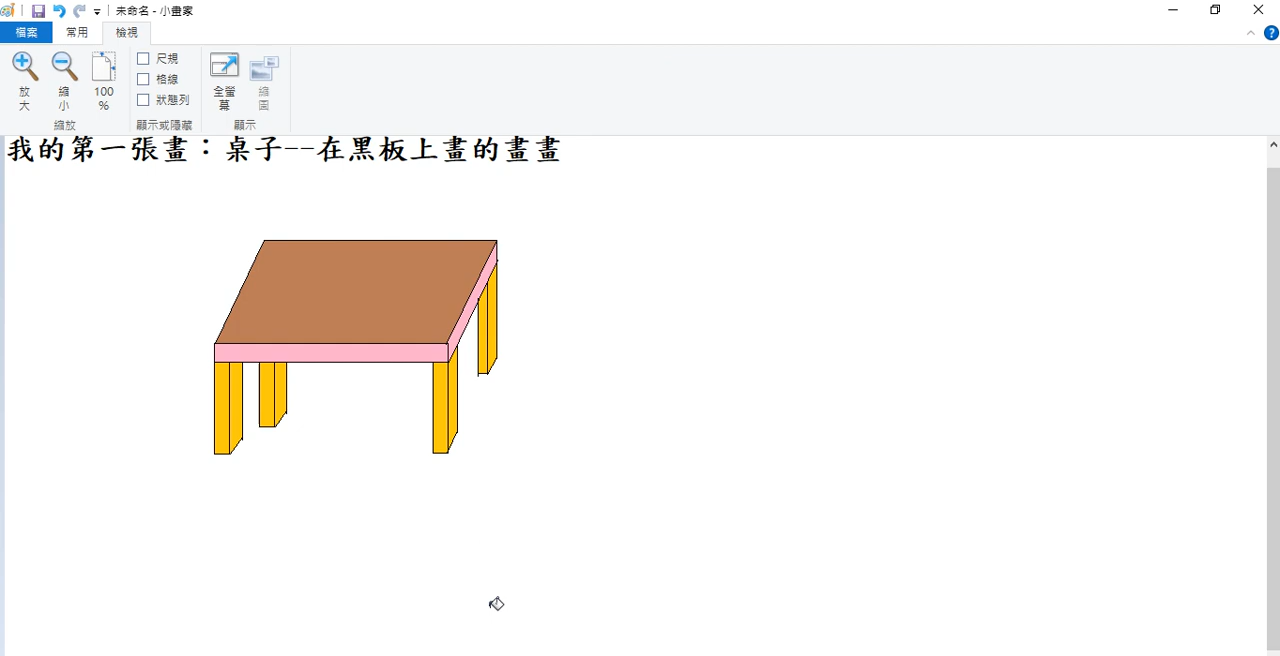 未命名 - 小畫家
檔案 常用 檢視
放大
縮小
100 %
尺規
格線
狀態列
全螢幕
縮圖
縮放
顯示或隱藏
顯示
我的第一張畫：桌子--在黑板上畫的畫畫